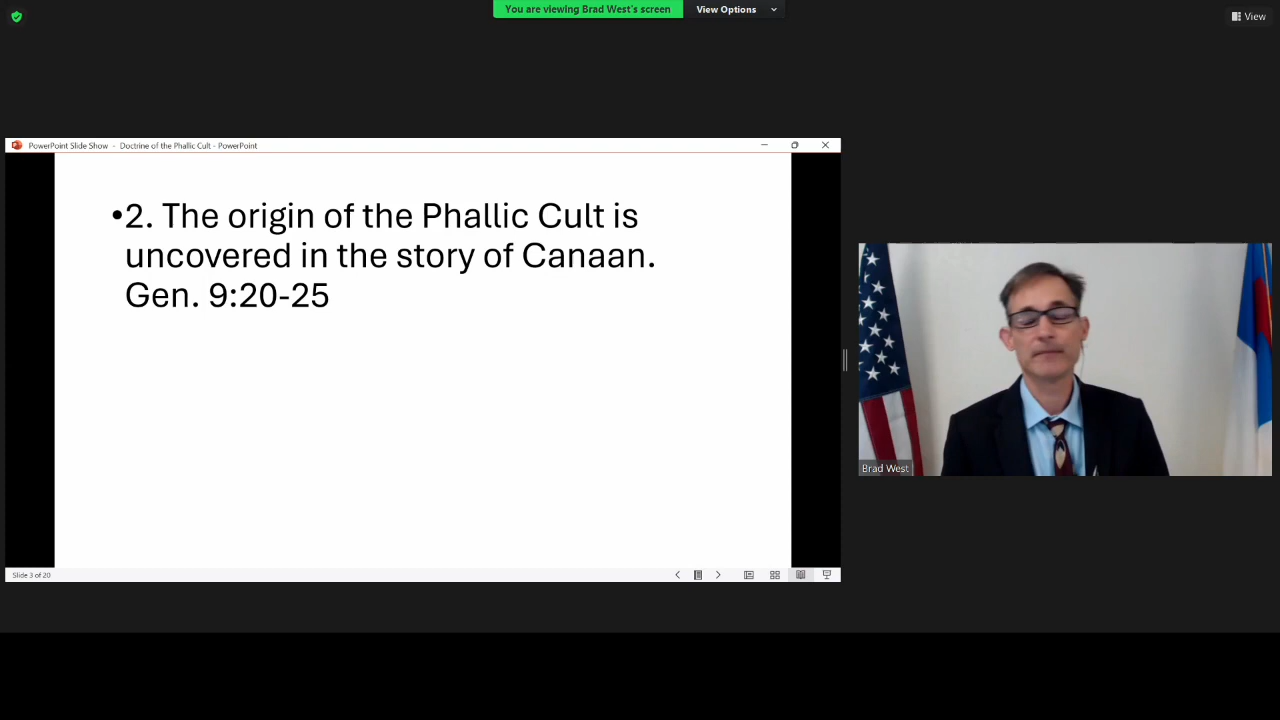 You are viewing Brad West's screen
View Options
View
PowerPoint Slide Show - Doctrine of the Phallic Cult - PowerPoint
•2. The origin of the Phallic Cult is
uncovered in the story of Canaan.
Gen. 9:20-25
Brad West
Slide 3 of 20